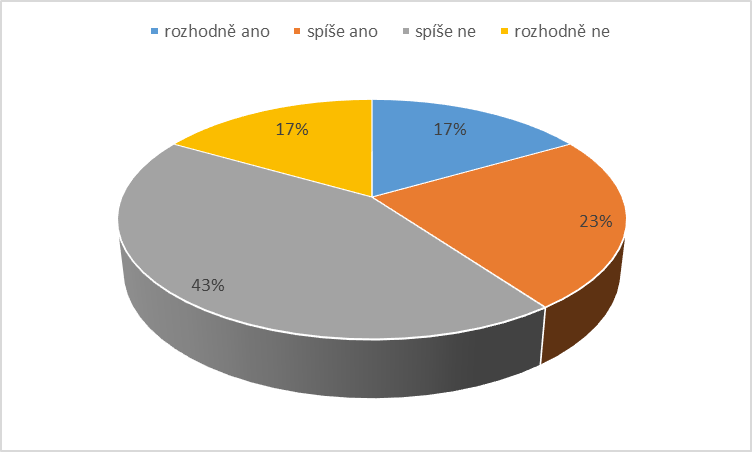 rozhodně ano spíše ano spíše ne rozhodně ne
17% 17%
23%
43%